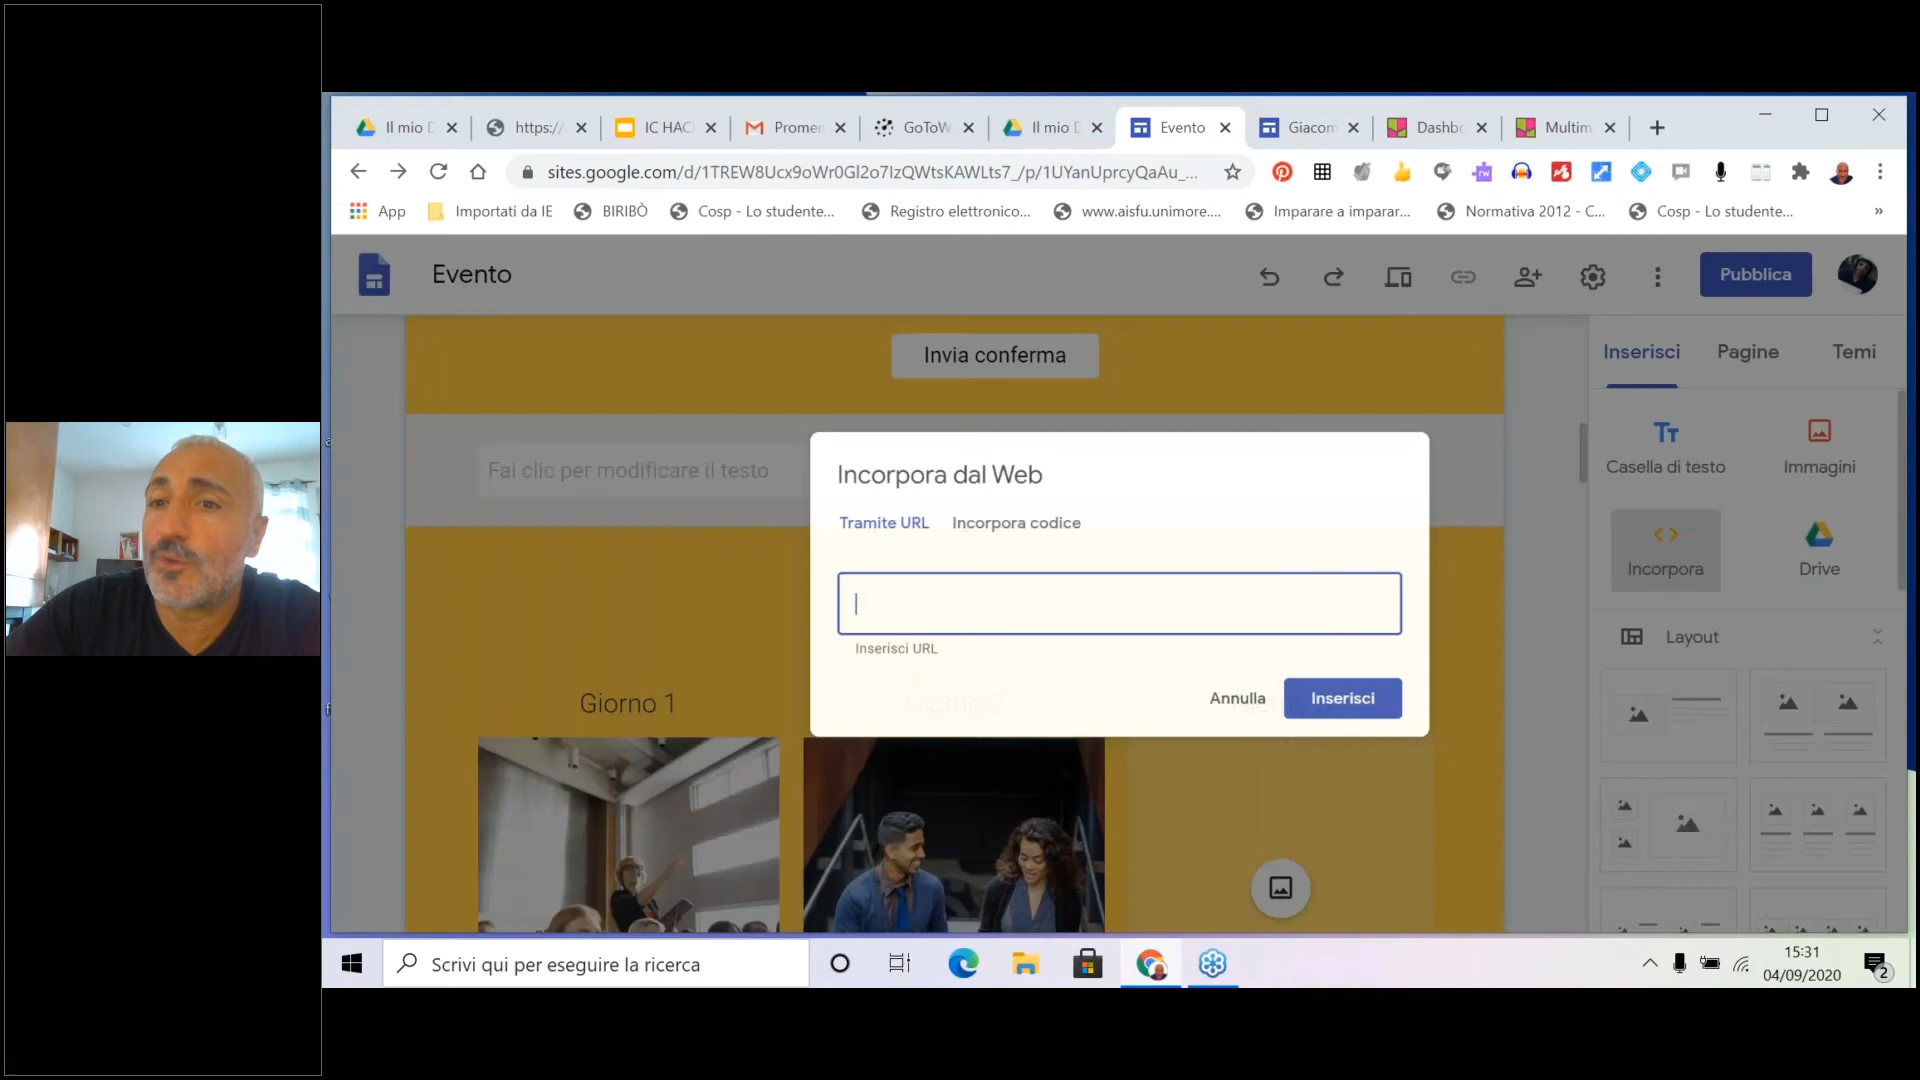 Il mio D
https://
IC HAC
Promen
GoToW
Il mio D
Evento
Giacom
Dashb
Multim
sites.google.com/d/1TREW8Ucx9oWr0Gl2o7IzQWtsKAWLts7_/p/1UYanUprcyQaAu_...
App
Importati da IE
BIRIBÒ
Cosp - Lo studente...
Registro elettronico...
www.aisfu.unimore....
Imparare a imparar...
Normativa 2012 - C...
Cosp - Lo studente...
»
Evento
Pubblica
Invia conferma
Inserisci
Pagine
Temi
Fai clic per modificare il testo
Incorpora dal Web
Tramite URL
Incorpora codice
Inserisci URL
Annulla
Inserisci
Tт
Casella di testo
Immagini
Incorpora
Drive
Layout
Giorno 1
Scrivi qui per eseguire la ricerca
15:31
04/09/2020
2